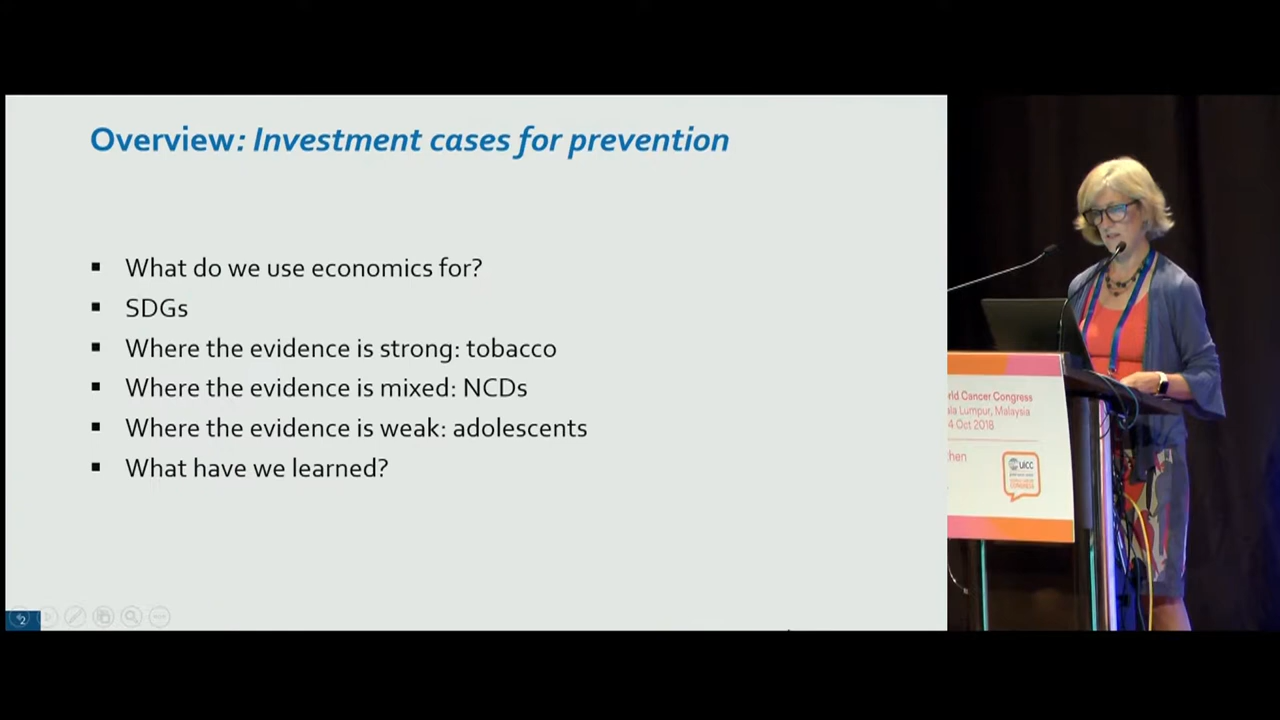 Overview: Investment cases for prevention
What do we use economics for?
SDGs
Where the evidence is strong: tobacco
Where the evidence is mixed: NCDs
Where the evidence is weak: adolescents
What have we learned?
2
rld Cancer Congress
ala Lumpur, Malaysia
4 Oct 2018
hen
uicc